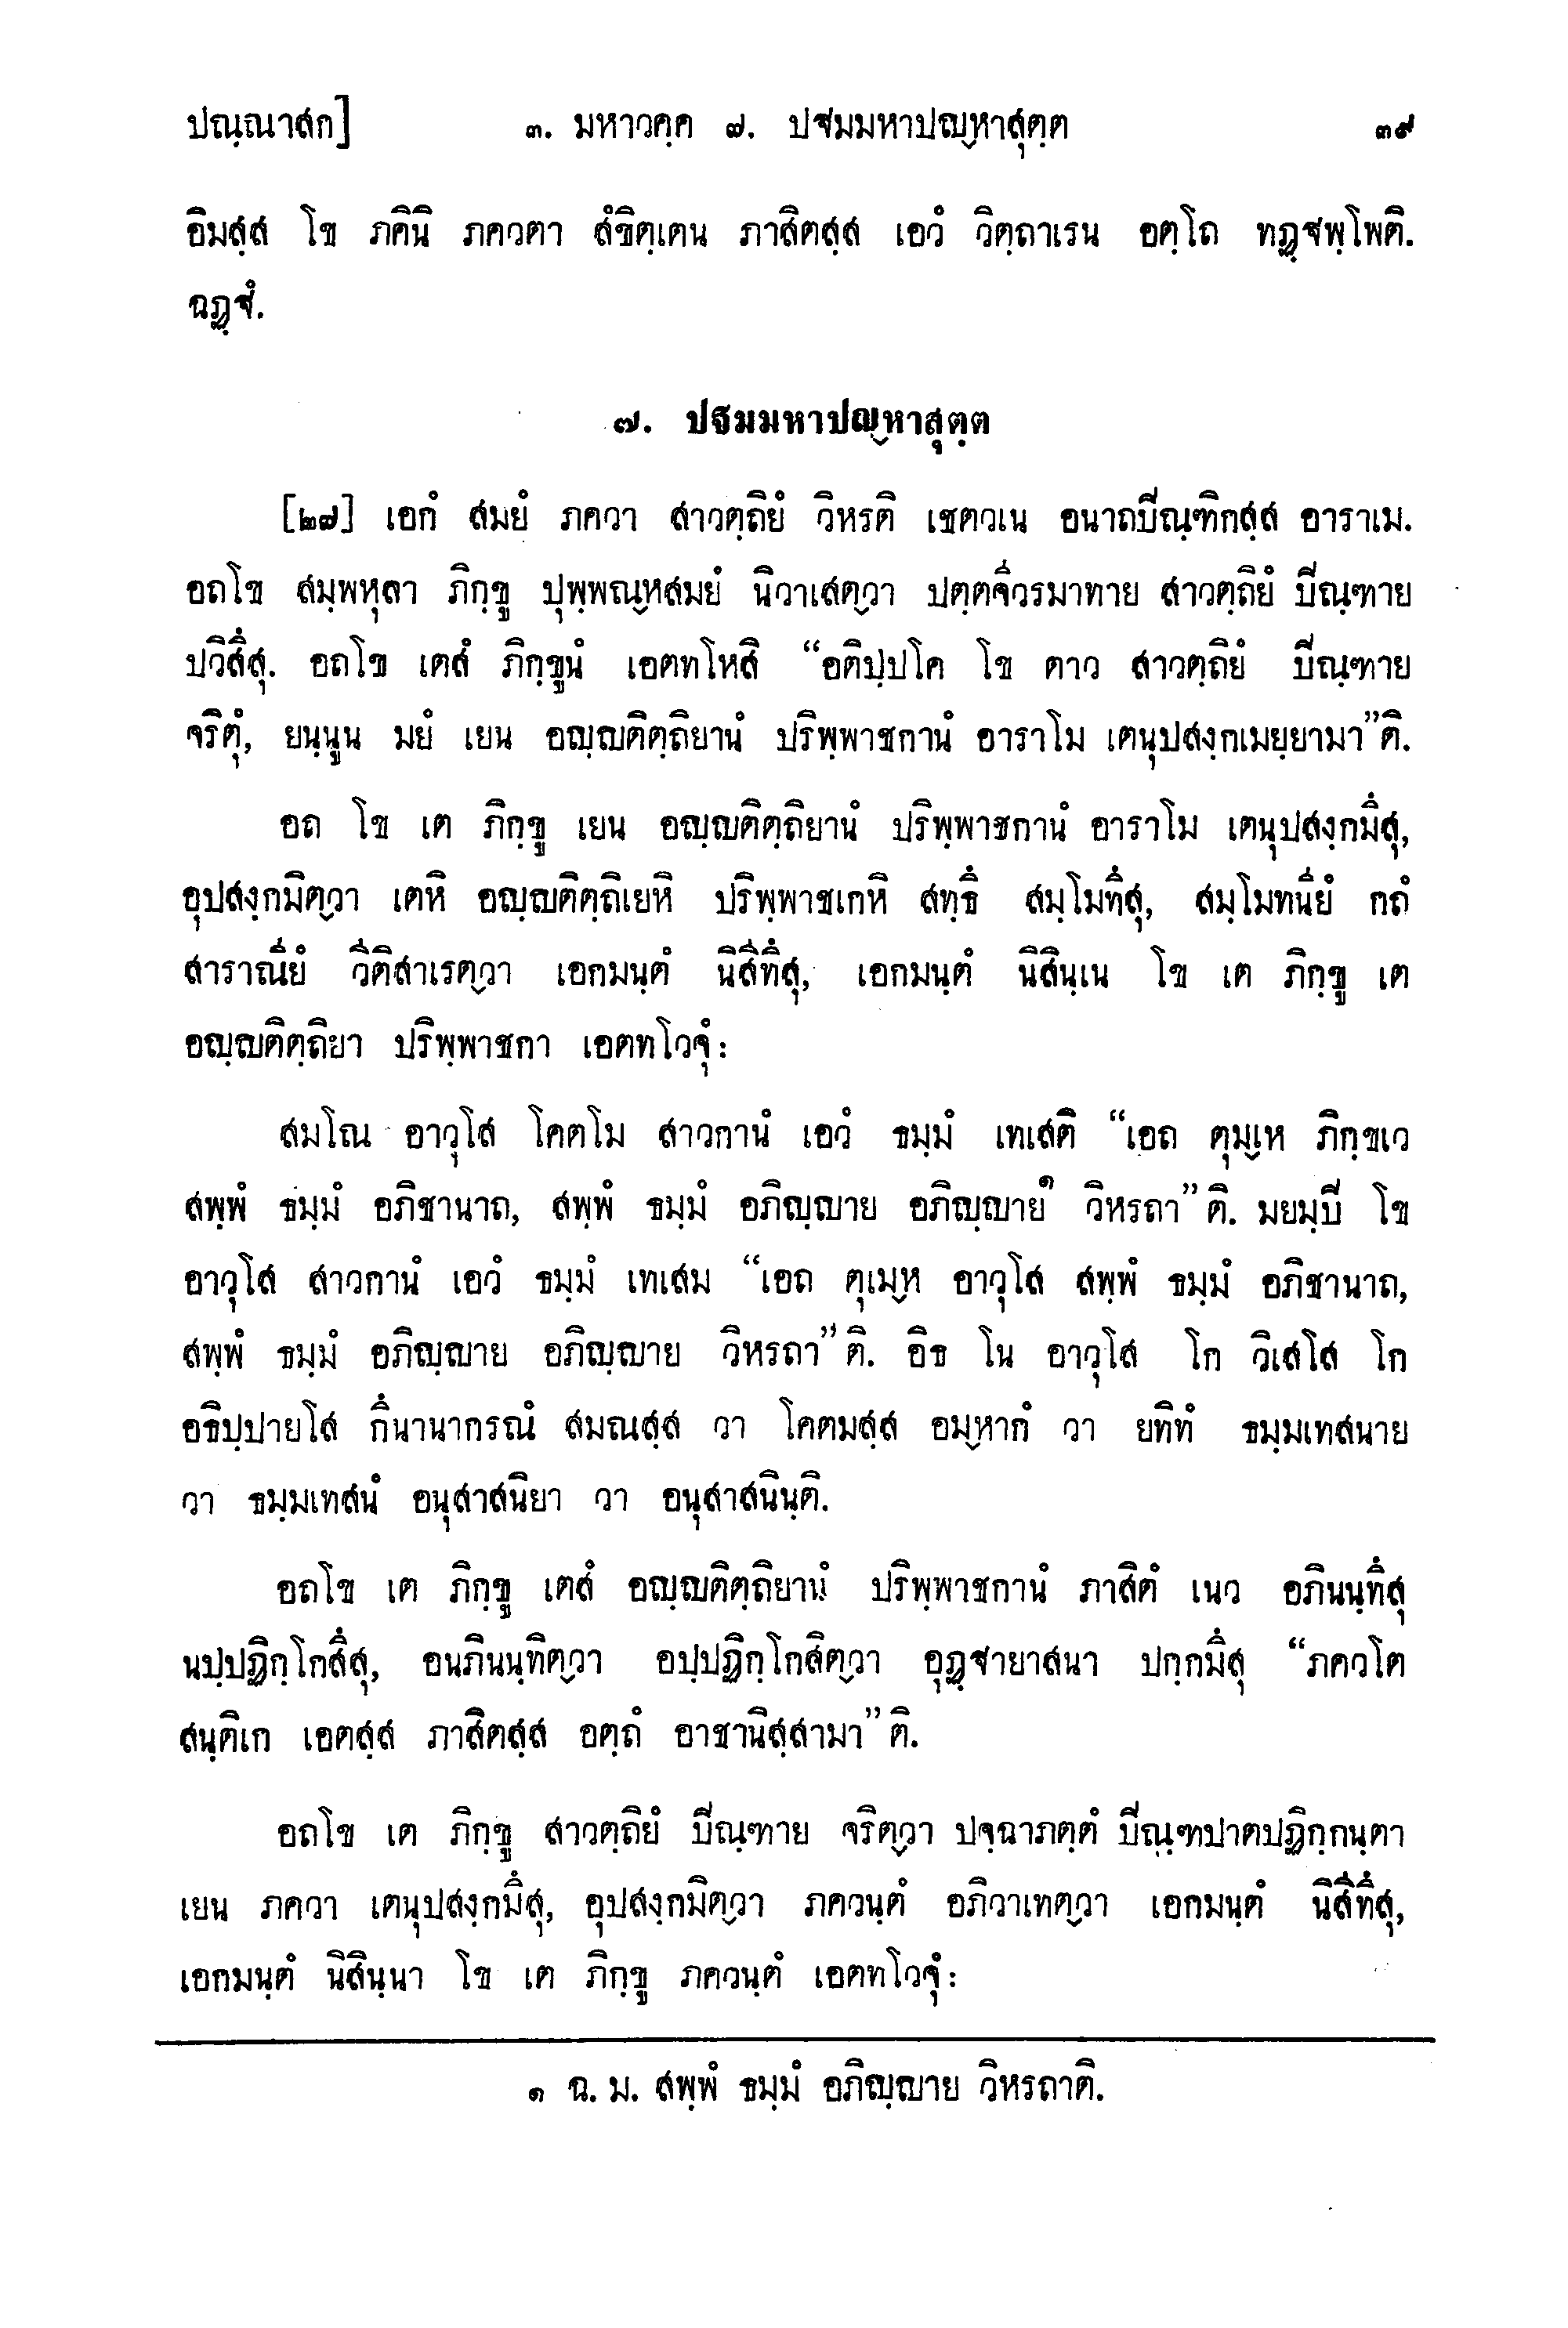 ปณฺณาสก] ๓. มหาวคฺค ๗. ปฐมมหาปญฺหาสุตฺต ๓๙
อิมสฺส โข ภคินิ ภควตา สํขิตฺเตน ภาสิตสฺส เอวํ วิตฺถาเรน อตฺโถ ทฏฺฐพฺโพติ.
ฉฏฺฐํ.
๗. ปฐมมหาปญฺหาสุตฺต
[๒๗] เอกํ สมยํ ภควา สาวตฺถิยํ วิหรติ เชตวเน อนาถปิณฺฑิกสฺส อาราเม.
อถโข สมฺพหุลา ภิกฺขู ปุพฺพณฺหสมยํ นิวาเสตฺวา ปตฺตจีวรมาทาย สาวตฺถิยํ ปิณฺฑาย
ปวิสึสุ. อถโข เตสํ ภิกฺขูนํ เอตทโหสิ “อติปฺปโค โข ตาว สาวตฺถิยํ ปิณฺฑาย
จริตุํ, ยนฺนูน มยํ เยน อญฺญติตฺถิยานํ ปริพฺพาชกานํ อาราโม เตนุปสงฺกเมยฺยามา”ติ.
อถ โข เต ภิกฺขู เยน อญฺญติตฺถิยานํ ปริพฺพาชกานํ อาราโม เตนุปสงฺกมึสุ,
อุปสงฺกมิตฺวา เตหิ อญฺญติตฺถิเยหิ ปริพฺพาชเกหิ สทฺธึ สมฺโมทึสุ, สมฺโมทนียํ กถํ
สาราณียํ วีติสาเรตฺวา เอกมนฺตํ นิสีทึสุ, เอกมนฺตํ นิสินฺเน โข เต ภิกฺขู เต
อญฺญติตฺถิยา ปริพฺพาชกา เอตทโวจุํ:
สมโณ อาวุโส โคตโม สาวกานํ เอวํ ธมฺมํ เทเสติ “เอถ ตุมฺเห ภิกฺขเว
สพฺพํ ธมฺมํ อภิชานาถ, สพฺพํ ธมฺมํ อภิญฺญาย อภิญฺญาย๑ วิหรถา”ติ. มยมฺปิ โข
อาวุโส สาวกานํ เอวํ ธมฺมํ เทเสม “เอถ ตุเมฺห อาวุโส สพฺพํ ธมฺมํ อภิชานาถ,
สพฺพํ ธมฺมํ อภิญฺญาย อภิญฺญาย วิหรถา”ติ. อิธ โน อาวุโส โก วิเสโส โก
อธิปฺปายโส กึนานากรณํ สมณสฺส วา โคตมสฺส อมฺหากํ วา ยทิทํ ธมฺมเทสนาย
วา ธมฺมเทสนํ อนุสาสนิยา วา อนุสาสนินฺติ.
อถโข เต ภิกฺขู เตสํ อญฺญติตฺถิยานํ ปริพฺพาชกานํ ภาสิตํ เนว อภินนฺทึสุ
นปฺปฏิกฺโกสึสุ, อนภินนฺทิตฺวา อปฺปฏิกฺโกสิตฺวา อุฏฺฐายาสนา ปกฺกมึสุ “ภควโต
สนฺติเก เอตสฺส ภาสิตสฺส อตฺถํ อาชานิสฺสามา”ติ.
อถโข เต ภิกฺขู สาวตฺถิยํ ปิณฺฑาย จริตฺวา ปจฺฉาภตฺตํ ปิณฺฑปาตปฏิกฺกนฺตา
เยน ภควา เตนุปสงฺกมึสุ, อุปสงฺกมิตฺวา ภควนฺตํ อภิวาเทตฺวา เอกมนฺตํ นิสีทึสุ,
เอกมนฺตํ นิสินฺนา โข เต ภิกฺขู ภควนฺตํ เอตทโวจุํ:
๑ ฉ. ม. สพฺพํ ธมฺมํ อภิญฺญาย วิหรถาติ.